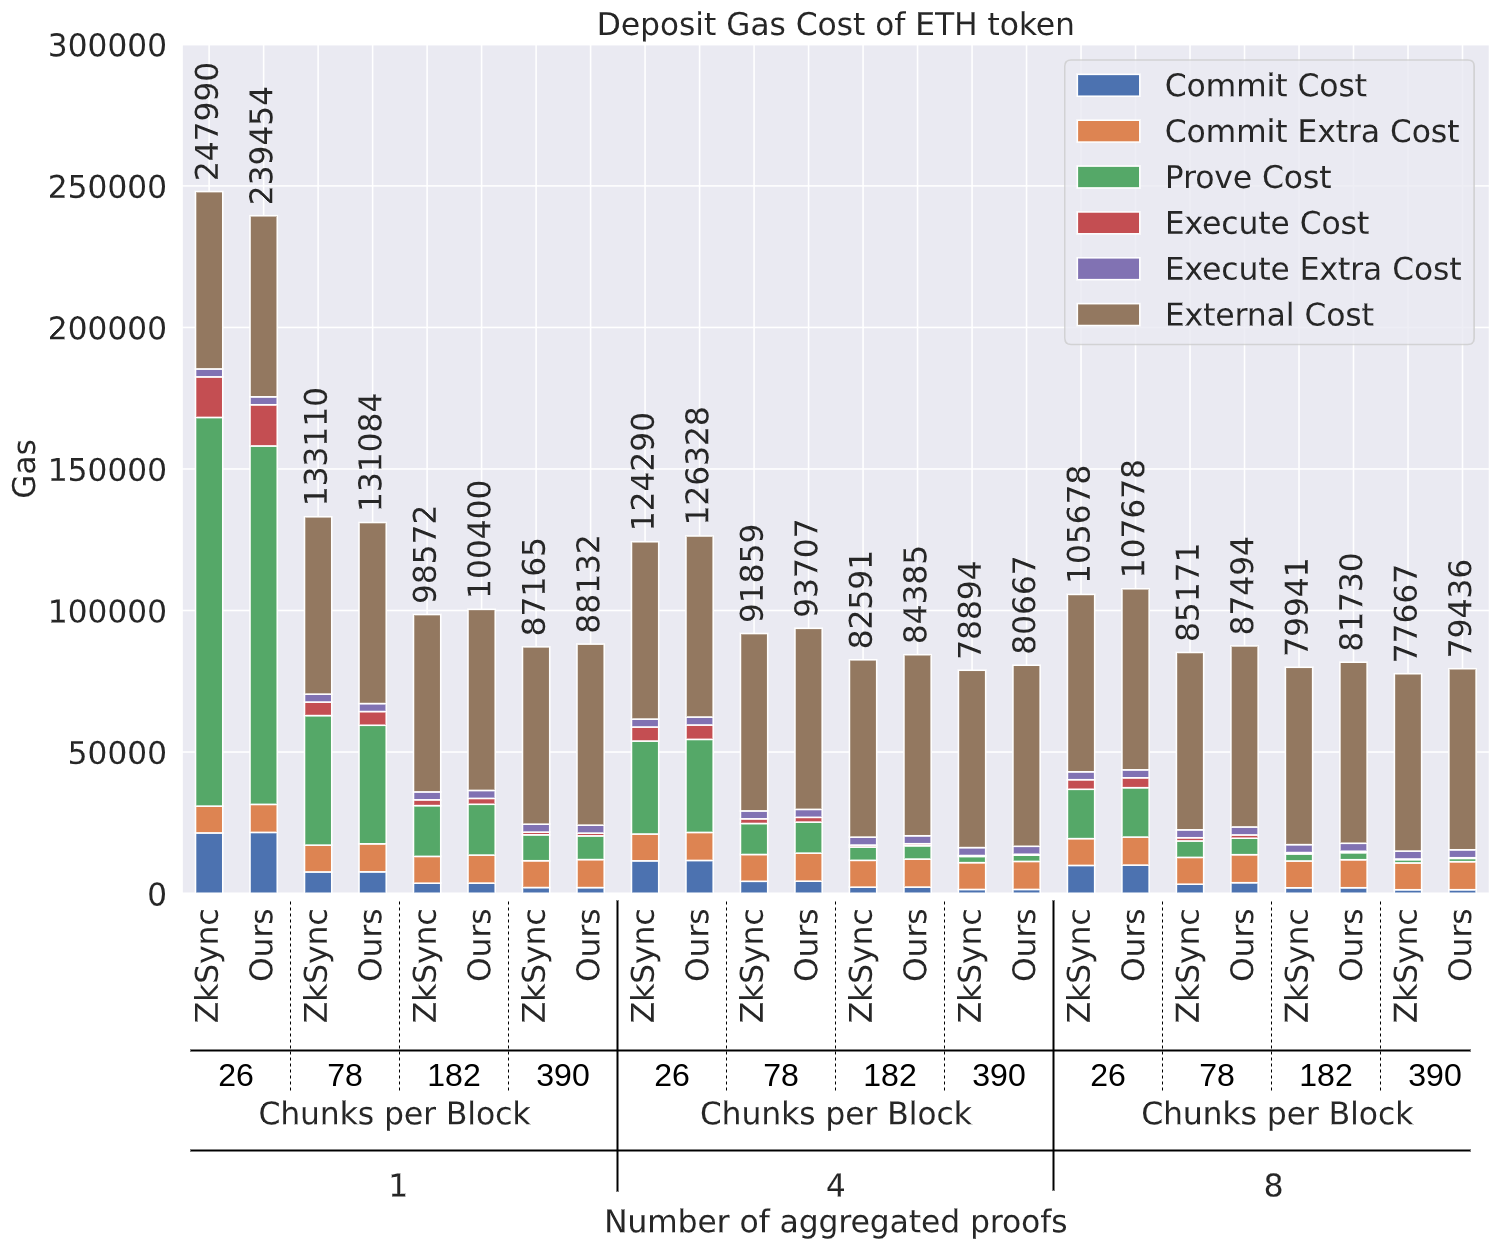 Deposit Gas Cost of ETH token
300000
250000
200000
150000
100000
50000
0
Gas
Commit Cost
Commit Extra Cost
Prove Cost
Execute Cost
Execute Extra Cost
External Cost
247990
239454
133110
131084
98572
100400
87165
88132
124290
126328
91859
93707
82591
84385
78894
80667
105678
107678
85171
87494
79941
81730
77667
79436
ZkSync Ours ZkSync Ours ZkSync Ours ZkSync Ours ZkSync Ours ZkSync Ours ZkSync Ours ZkSync Ours ZkSync Ours ZkSync Ours ZkSync Ours ZkSync Ours
26 78 182 390 26 78 182 390 26 78 182 390
Chunks per Block Chunks per Block Chunks per Block
1 4 8
Number of aggregated proofs